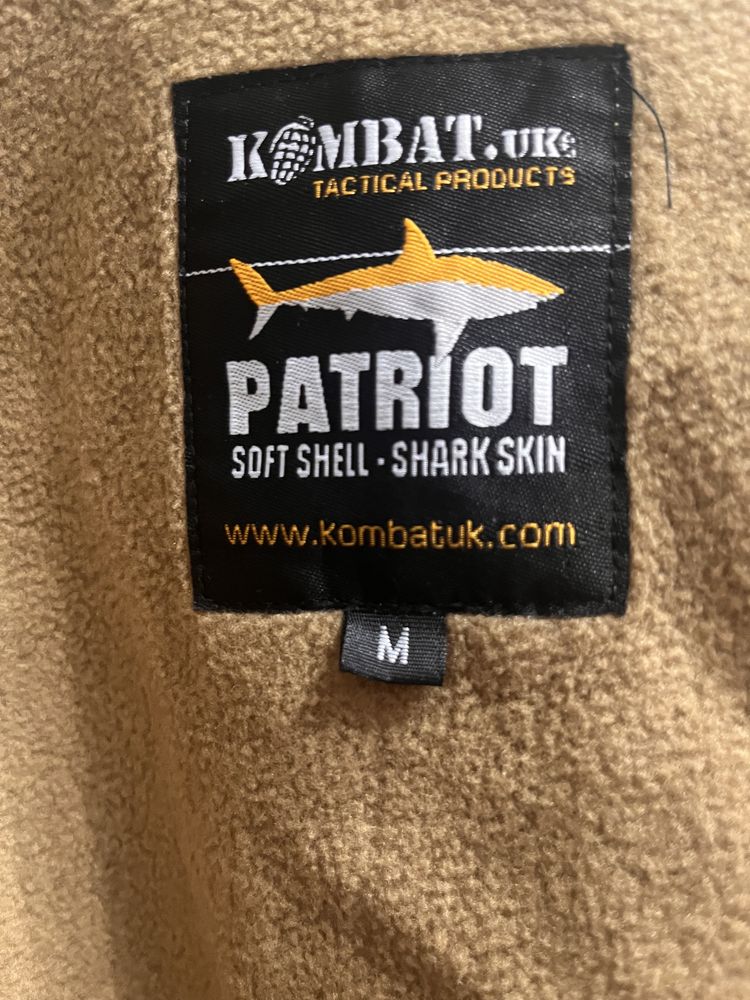 KOMBAT.UK
TACTICAL PRODUCTS
PATRIOT
SOFT SHELL · SHARK SKIN
www.kombatuk.com
M